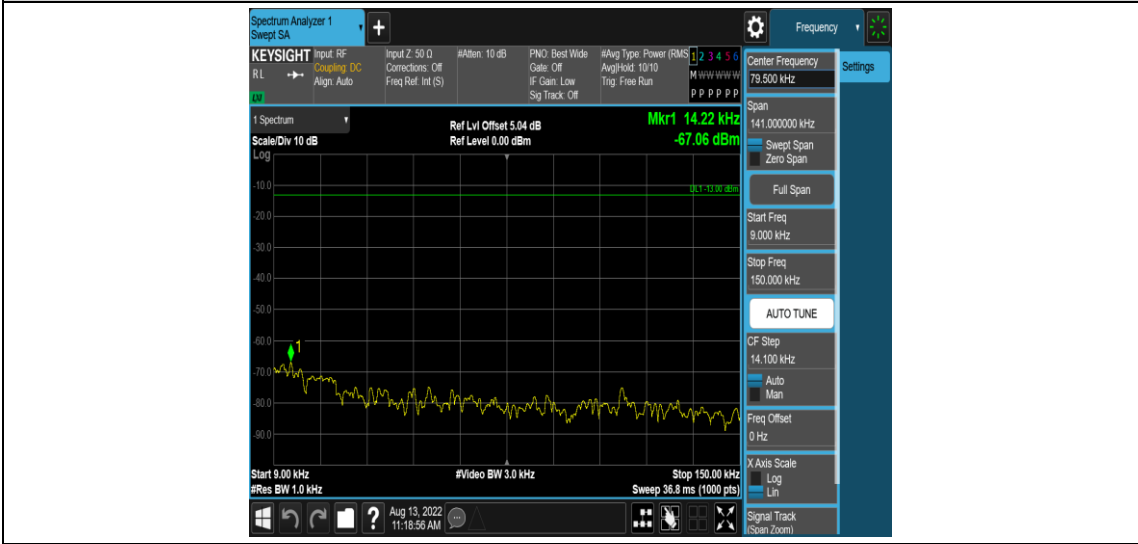 Spectrum Analyzer 1
Swept SA
+
Frequency
KEYSIGHT
RL
Input: RF
Coupling: DC
Align: Auto
Input Z: 50 Ω
Corrections: Off
Freq Ref: Int (S)
#Atten: 10 dB
PNO: Best Wide
Gate: Off
IF Gain: Low
Sig Track: Off
#Avg Type: Power (RMS
Avg|Hold: 10/10
Trig: Free Run
1 2 3 4 5 6
M W W W W W
P P P P P P
1 Spectrum
Scale/Div 10 dB
Ref Lvl Offset 5.04 dB
Ref Level 0.00 dBm
Mkr1 14.22 kHz
-67.06 dBm
Log
-10.0
-20.0
-30.0
-40.0
-50.0
-60.0
-70.0
-80.0
-90.0
DL1 -13.00 dBm
1
Start 9.00 kHz
#Res BW 1.0 kHz
#Video BW 3.0 kHz
Stop 150.00 kHz
Sweep 36.8 ms (1000 pts)
?
Aug 13, 2022
11:18:56 AM
Center Frequency
79.500 kHz
Settings
Span
141.000000 kHz
Swept Span
Zero Span
Full Span
Start Freq
9.000 kHz
Stop Freq
150.000 kHz
AUTO TUNE
CF Step
14.100 kHz
Auto
Man
Freq Offset
0 Hz
X Axis Scale
Log
Lin
Signal Track
(Span Zoom)